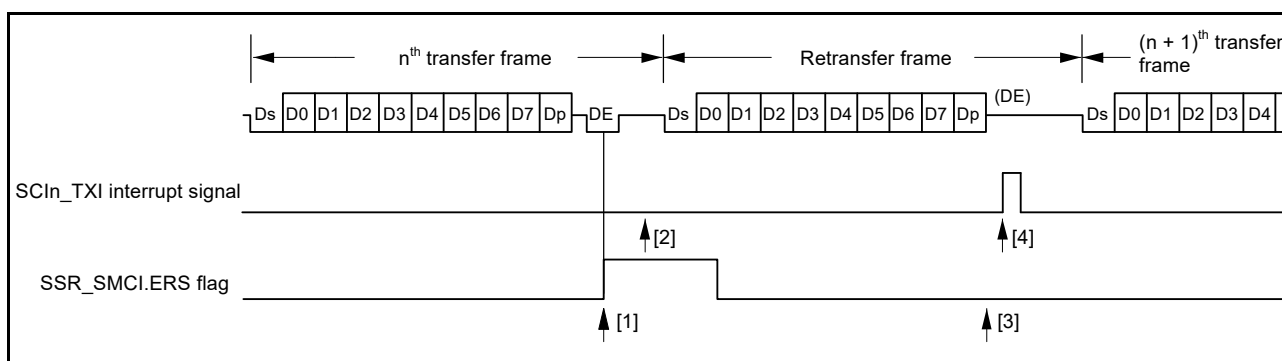 nth transfer frame
Retransfer frame
(n + 1)th transfer
frame
Ds D0 D1 D2 D3 D4 D5 D6 D7 Dp DE Ds D0 D1 D2 D3 D4 D5 D6 D7 Dp (DE) Ds D0 D1 D2 D3 D4
SCIn_TXI interrupt signal
[2] [4]
SSR_SMCI.ERS flag
[1] [3]